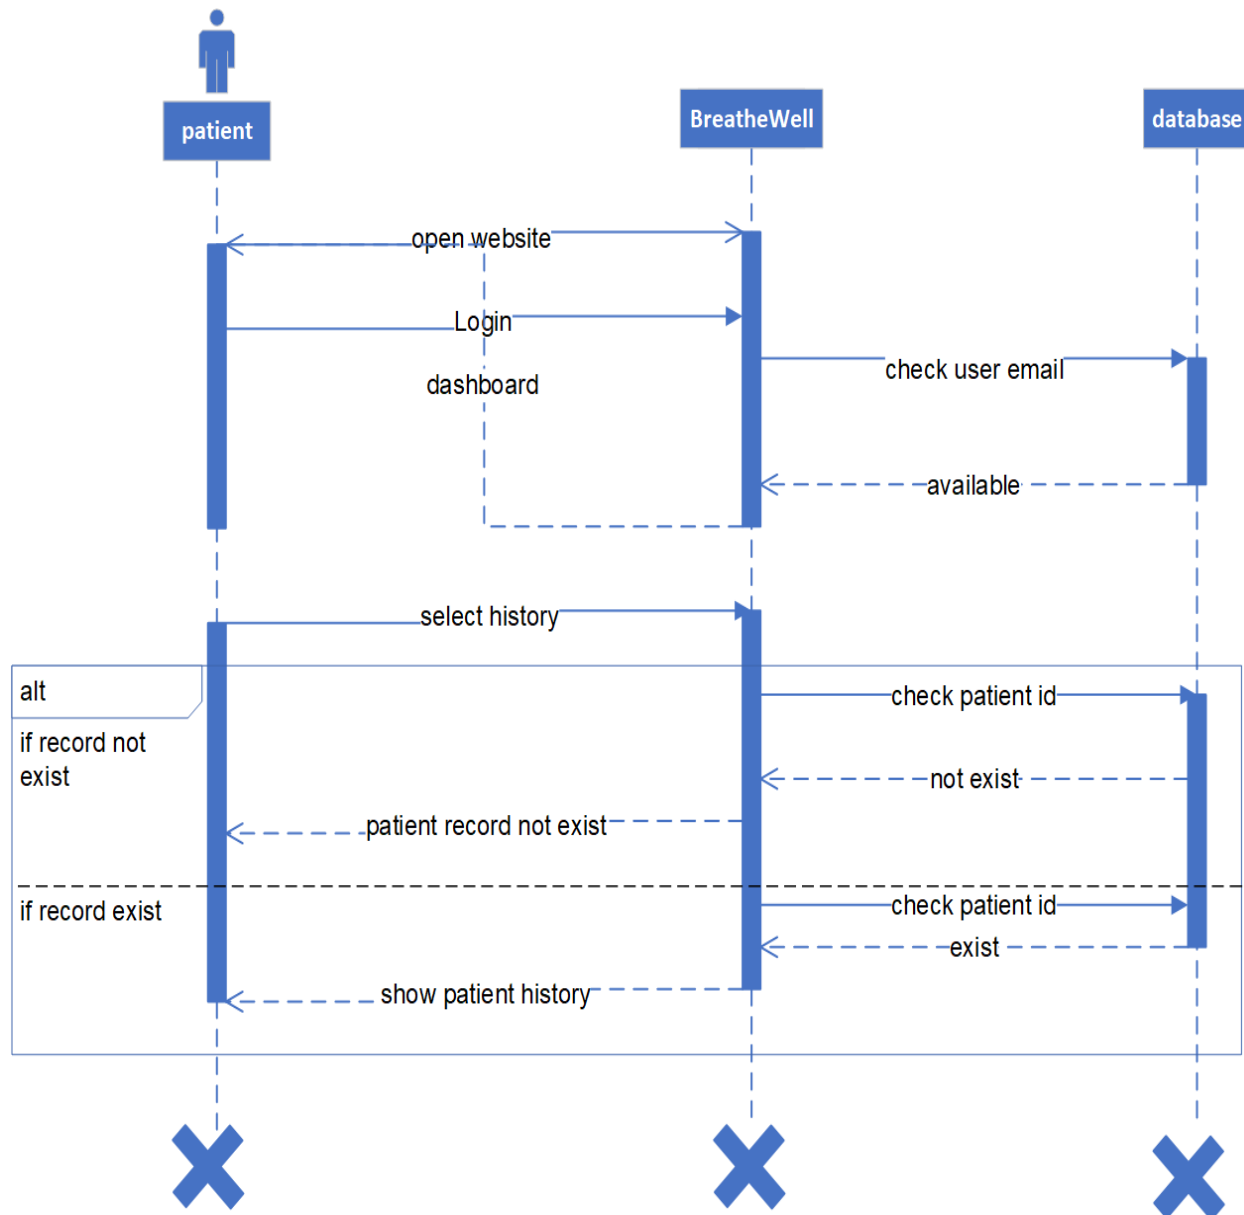 patient
BreatheWell
database
open website
Login
check user email
dashboard
available
select history
alt
check patient id
if record not
exist
not exist
patient record not exist
if record exist
check patient id
exist
show patient history